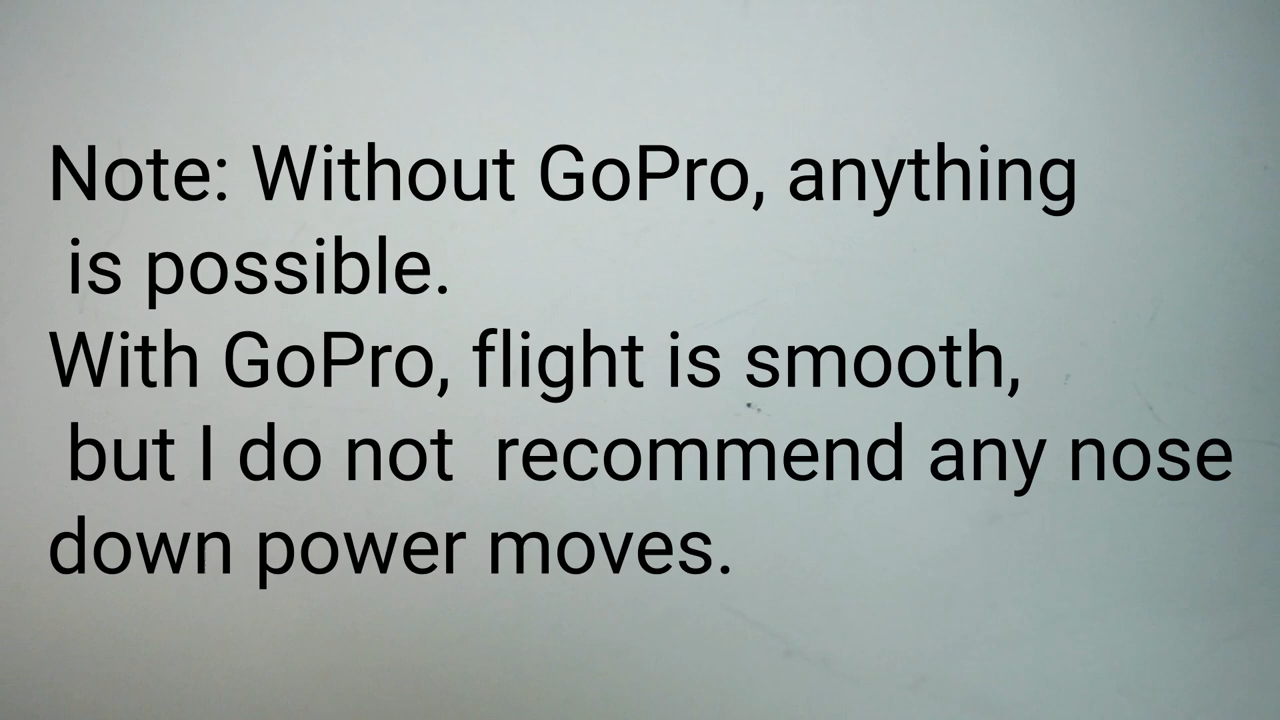 Note: Without GoPro, anything
is possible.
With GoPro, flight is smooth,
but I do not  recommend any nose
down power moves.